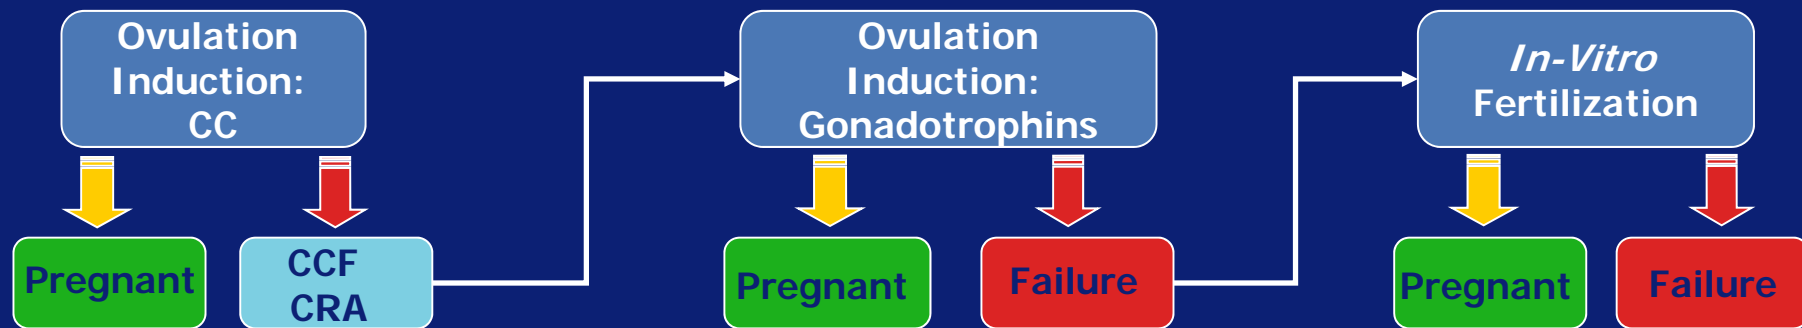 Ovulation
Induction:
CC
Ovulation
Induction:
Gonadotrophins
In-Vitro
Fertilization
Pregnant
CCF
CRA
Pregnant
Failure
Pregnant
Failure